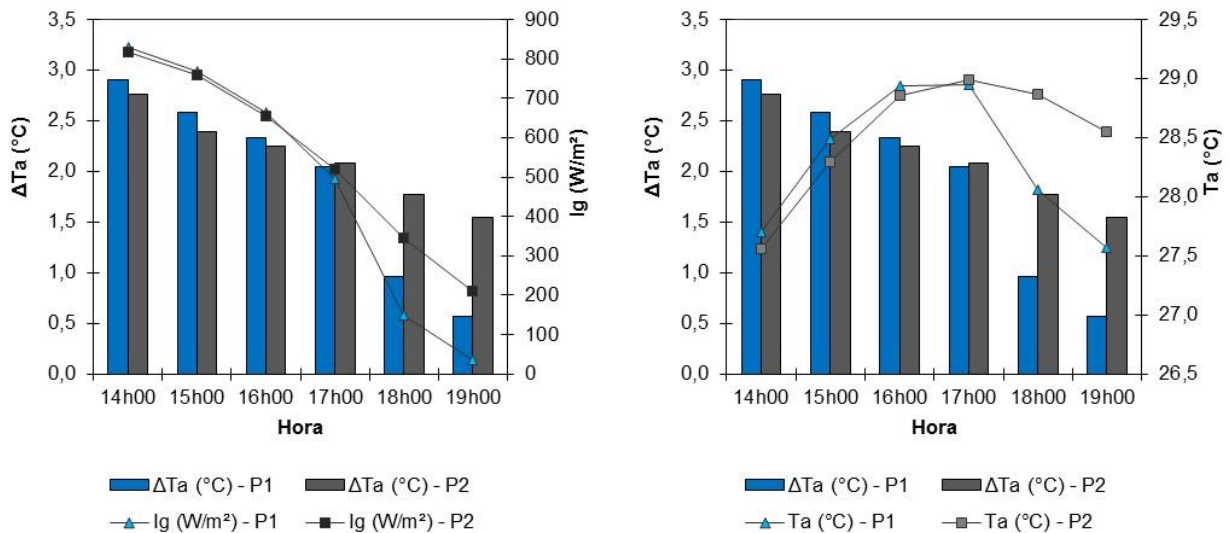 3,5
3,0
2,5
2,0
1,5
1,0
0,5
0,0
ΔTa (°C)
900
800
700
600
500
400
300
200
100
0
Ig (W/m²)
14h00 15h00 16h00 17h00 18h00 19h00
Hora
ΔTa (°C) - P1 ΔTa (°C) - P2
Ig (W/m²) - P1 Ig (W/m²) - P2
3,5
3,0
2,5
2,0
1,5
1,0
0,5
0,0
ΔTa (°C)
29,5
29,0
28,5
28,0
27,5
27,0
26,5
Ta (°C)
14h00 15h00 16h00 17h00 18h00 19h00
Hora
ΔTa (°C) - P1 ΔTa (°C) - P2
Ta (°C) - P1 Ta (°C) - P2